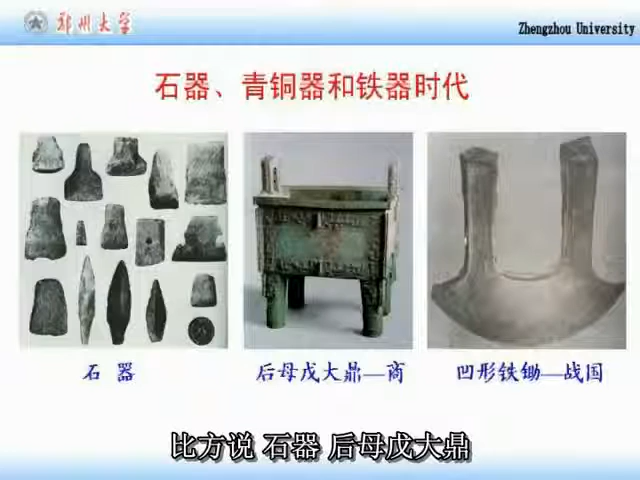 郑州大学
Zhengzhou University
石器、青铜器和铁器时代
石 器
后母戊大鼎—商
凹形铁锄—战国
比方说 石器 后母戊大鼎